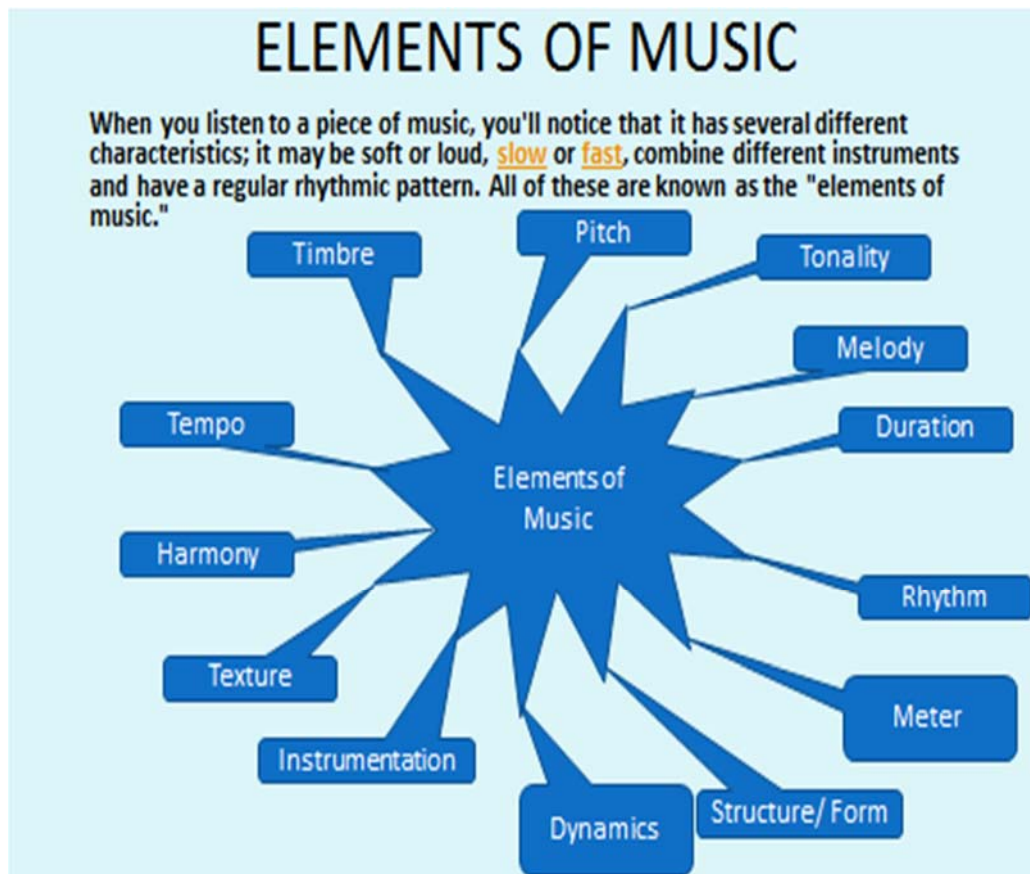 ELEMENTS OF MUSIC
When you listen to a piece of music, you'll notice that it has several different
characteristics; it may be soft or loud, slow or fast, combine different instruments
and have a regular rhythmic pattern. All of these are known as the "elements of
music."
Timbre
Pitch
Tonality
Melody
Tempo
Duration
Elements of
Music
Harmony
Rhythm
Texture
Meter
Instrumentation
Dynamics
Structure/ Form